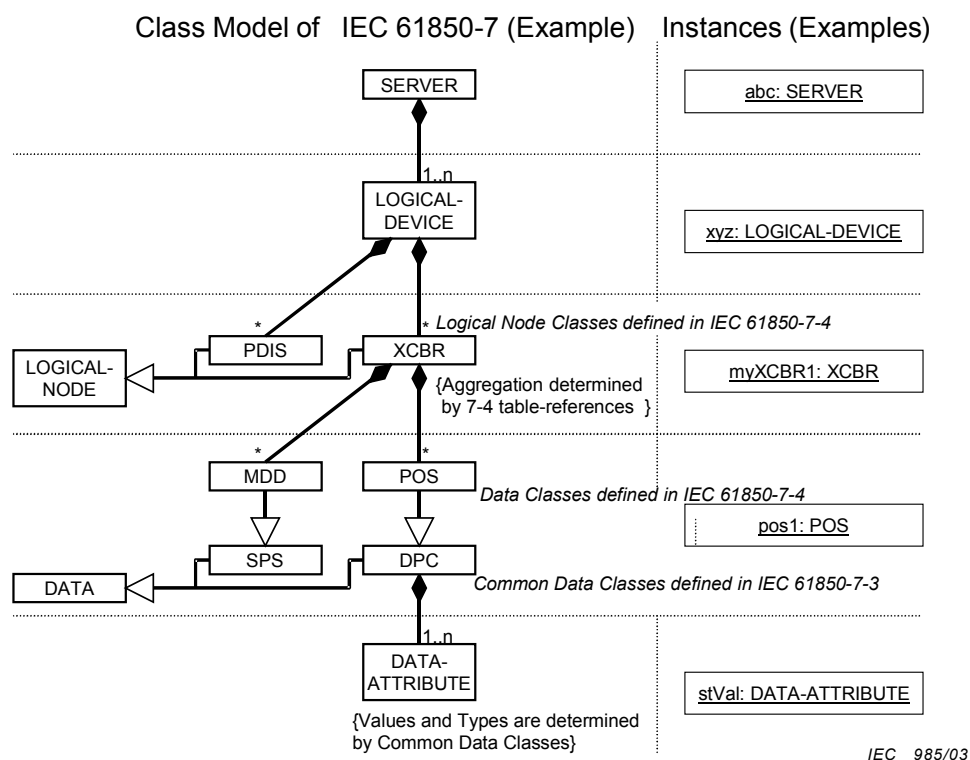 Class Model of IEC 61850-7 (Example)
Instances (Examples)
SERVER
abc: SERVER
1..n
LOGICAL-
DEVICE
xyz: LOGICAL-DEVICE
*
* Logical Node Classes defined in IEC 61850-7-4
PDIS
XCBR
LOGICAL-
NODE
myXCBR1: XCBR
{Aggregation determined
by 7-4 table-references }
*
*
MDD
POS
Data Classes defined in IEC 61850-7-4
pos1: POS
SPS
DPC
DATA
Common Data Classes defined in IEC 61850-7-3
1..n
DATA-
ATTRIBUTE
stVal: DATA-ATTRIBUTE
{Values and Types are determined
by Common Data Classes}
IEC 985/03